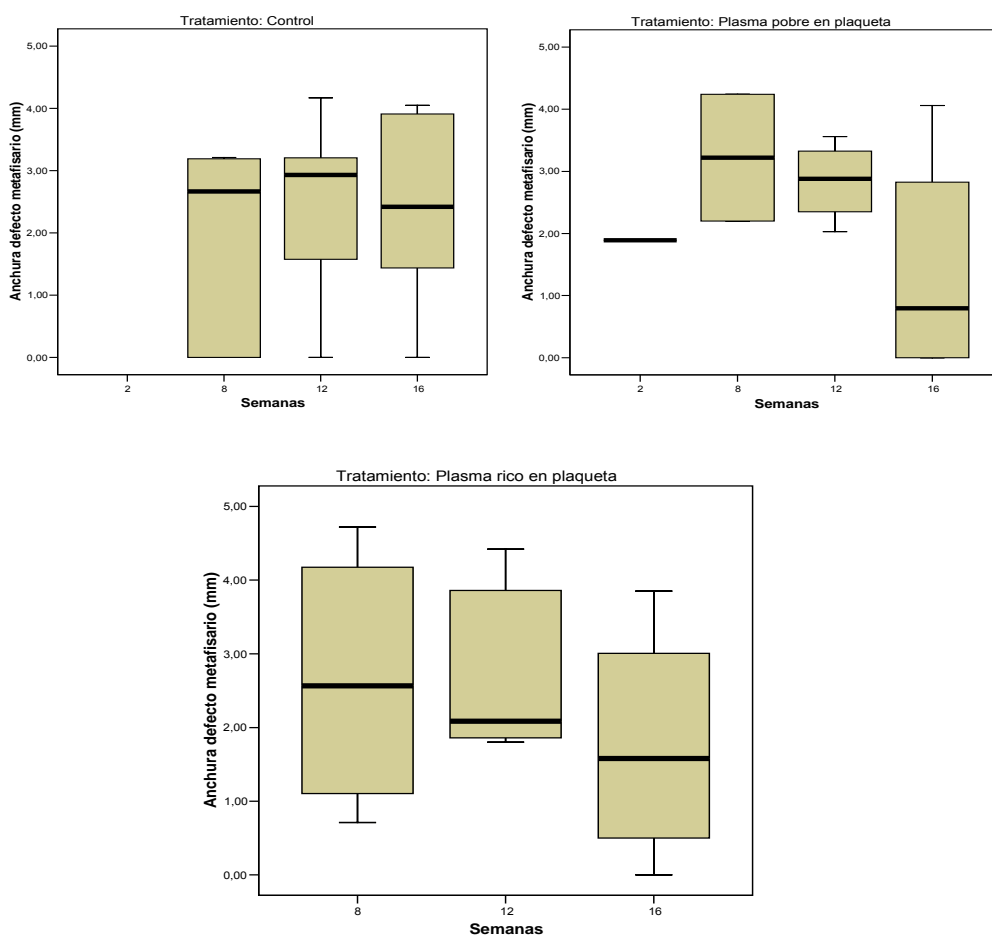 Tratamiento: Control
Anchura defecto metafisario (mm)
5,00
4,00
3,00
2,00
1,00
0,00
2 8 12 16
Semanas
Tratamiento: Plasma pobre en plaqueta
Anchura defecto metafisario (mm)
5,00
4,00
3,00
2,00
1,00
0,00
2 8 12 16
Semanas
Tratamiento: Plasma rico en plaqueta
Anchura defecto metafisario (mm)
5,00
4,00
3,00
2,00
1,00
0,00
8 12 16
Semanas